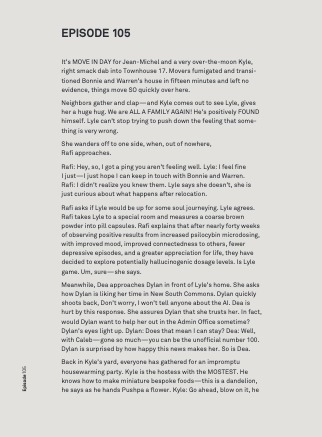 EPISODE 105
It's MOVE IN DAY for Jean-Michel and a very over-the-moon Kyle,
right smack dab into Townhouse 17. Movers fumigated and transi-
tioned Bonnie and Warren's house in fifteen minutes and left no
evidence, things move SO quickly over here.
Neighbors gather and clap—and Kyle comes out to see Lyle, gives
her a huge hug. We are ALL A FAMILY AGAIN! He's positively FOUND
himself. Lyle can't stop trying to push down the feeling that some-
thing is very wrong.
She wanders off to one side, when, out of nowhere,
Rafi approaches.
Rafi: Hey, so, I got a ping you aren't feeling well. Lyle: I feel fine
I just—I just hope I can keep in touch with Bonnie and Warren.
Rafi: I didn't realize you knew them. Lyle says she doesn't, she is
just curious about what happens after relocation.
Rafi asks if Lyle would be up for some soul journeying. Lyle agrees.
Rafi takes Lyle to a special room and measures a coarse brown
powder into pill capsules. Rafi explains that after nearly forty weeks
of observing positive results from increased psilocybin microdosing,
with improved mood, improved connectedness to others, fewer
depressive episodes, and a greater appreciation for life, they have
decided to explore potentially hallucinogenic dosage levels. Is Lyle
game. Um, sure—she says.
Meanwhile, Dea approaches Dylan in front of Lyle's home. She asks
how Dylan is liking her time in New South Commons. Dylan quickly
shoots back, Don't worry, I won't tell anyone about the AI. Dea is
hurt by this response. She assures Dylan that she trusts her. In fact,
would Dylan want to help her out in the Admin Office sometime?
Dylan's eyes light up. Dylan: Does that mean I can stay? Dea: Well,
with Caleb—gone so much—you can be the unofficial number 100.
Dylan is surprised by how happy this news makes her. So is Dea.
Back in Kyle's yard, everyone has gathered for an impromptu
housewarming party. Kyle is the hostess with the MOSTEST. He
knows how to make miniature bespoke foods—this is a dandelion,
he says as he hands Pushpa a flower. Kyle: Go ahead, blow on it, he
Episode 105